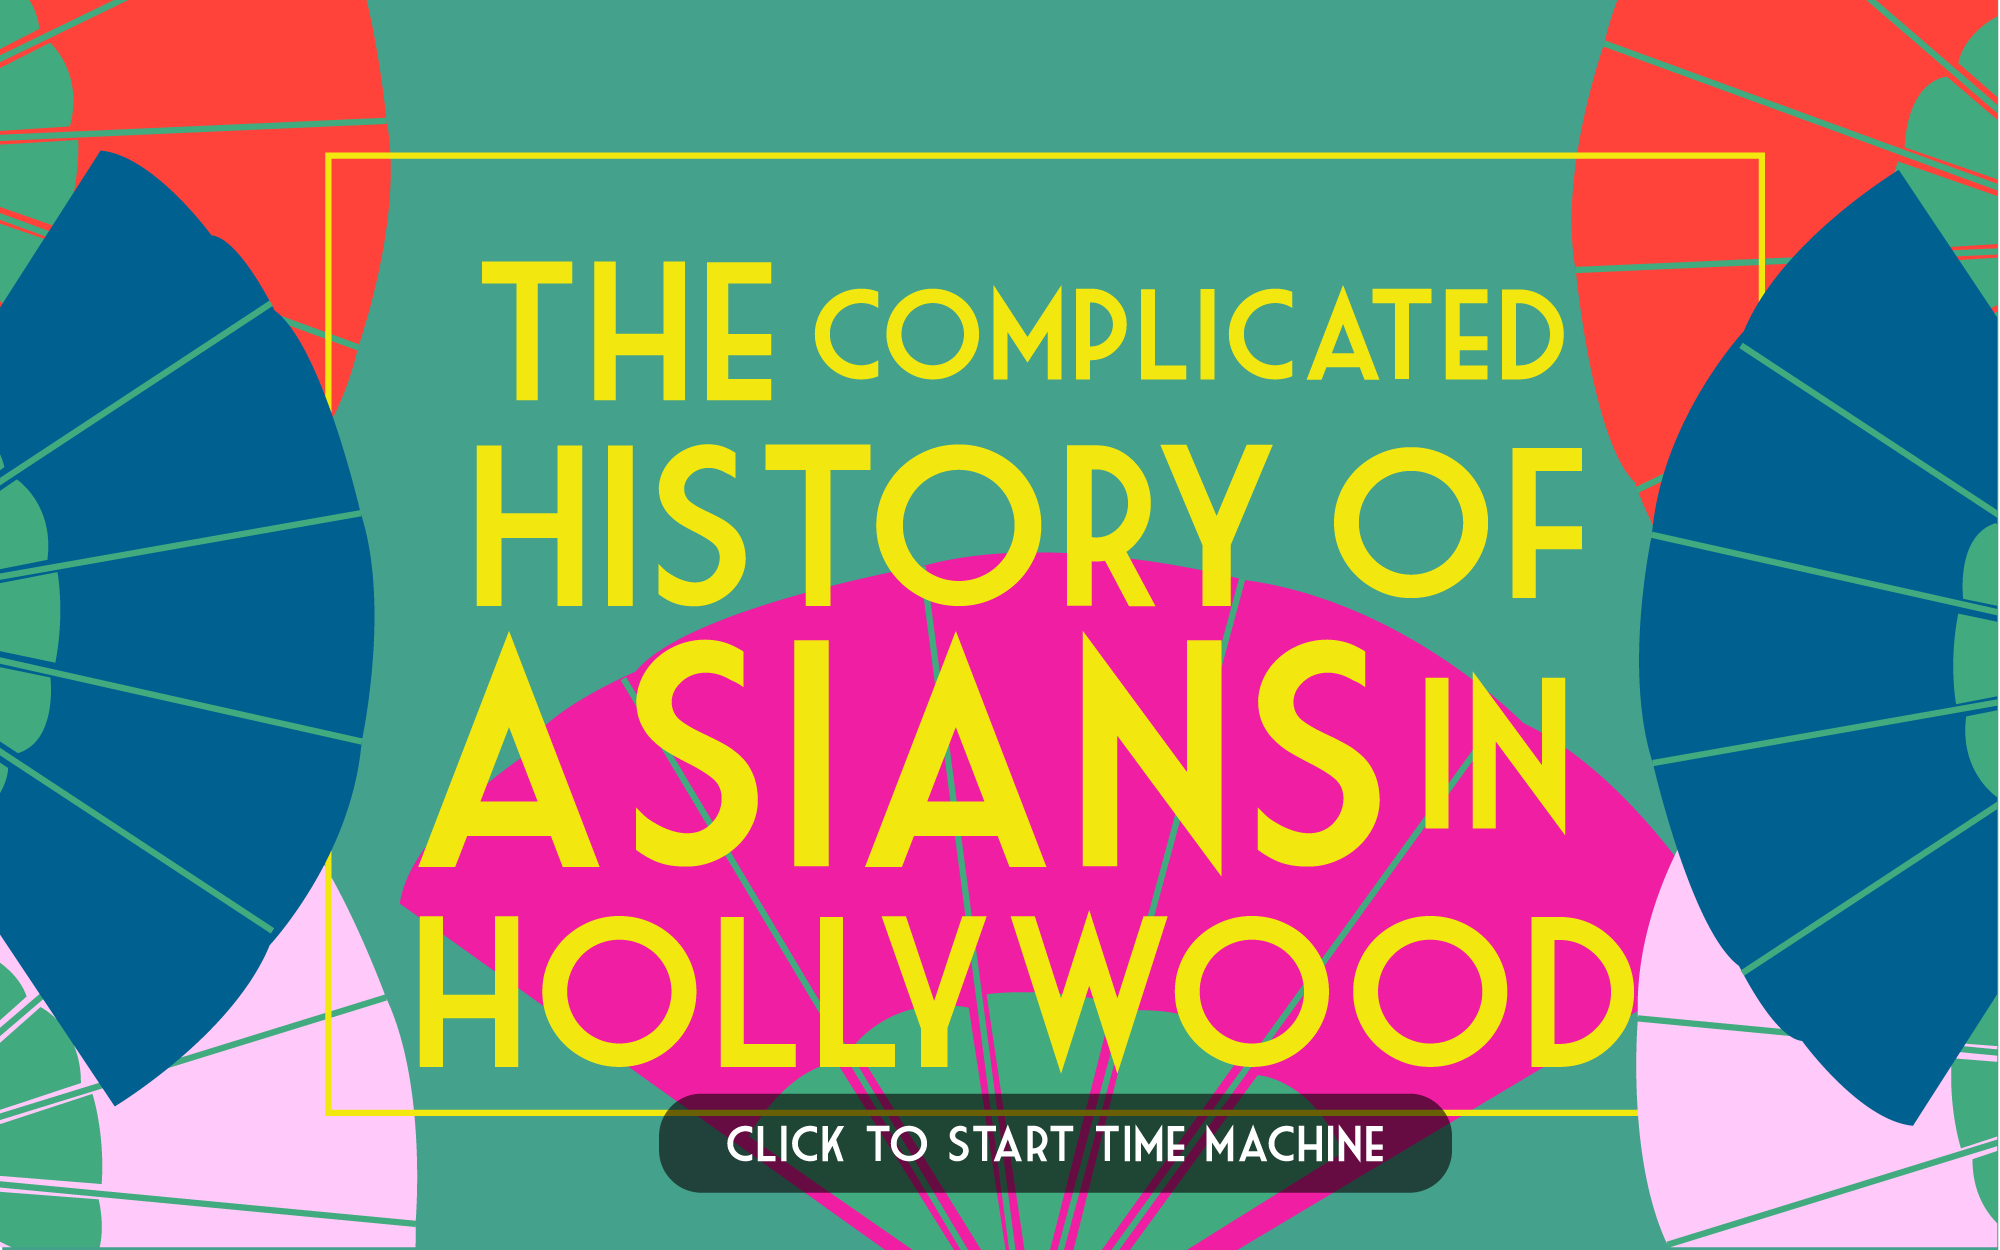 THE COMPLICATED
HISTORY OF
ASIANS IN
HOLLYWOOD
CLICK TO START TIME MACHINE